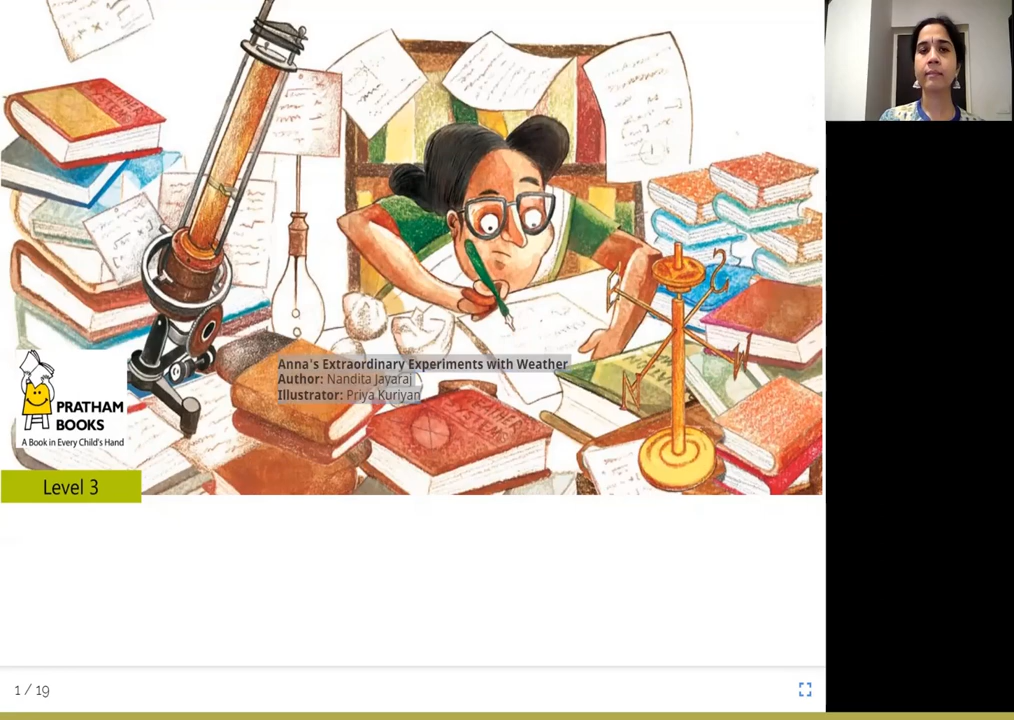 Anna's Extraordinary Experiments with Weather
Author: Nandita Jayaraj
Illustrator: Priya Kuriyan
PRATHAM
BOOKS
A Book in Every Child's Hand
Level 3
1 / 19